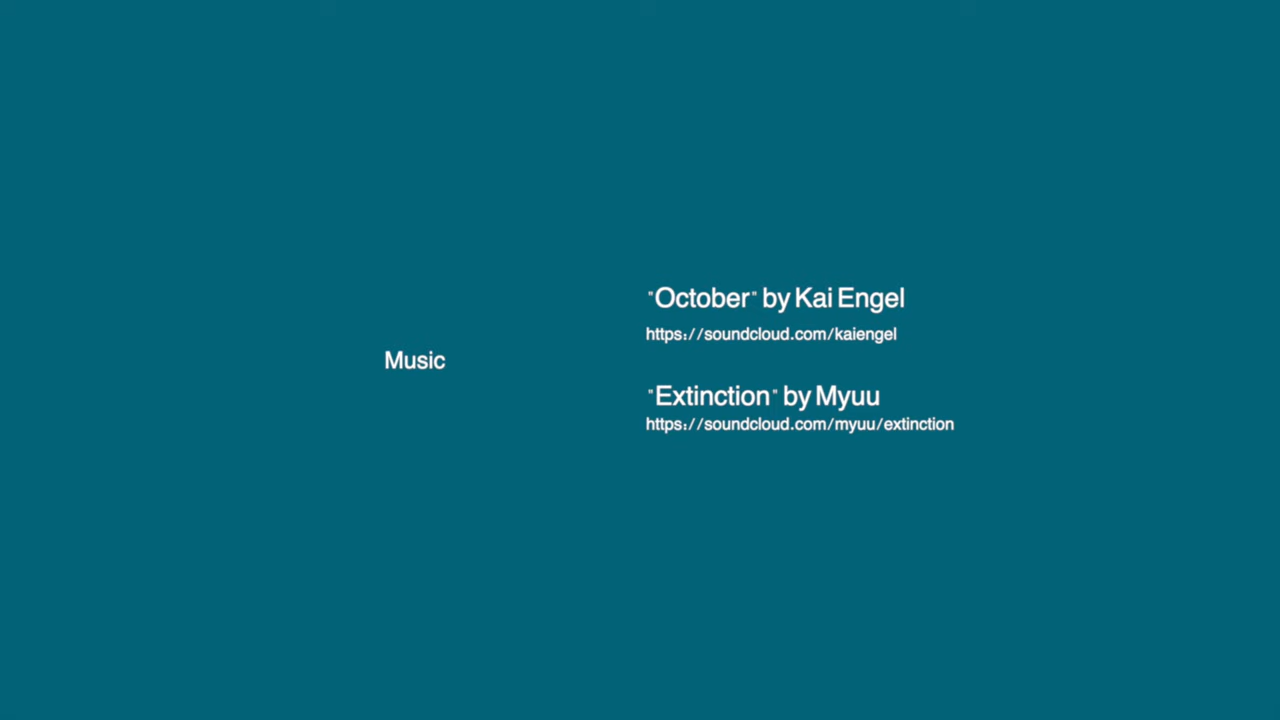 Music
"October" by Kai Engel
https://soundcloud.com/kaiengel
"Extinction" by Myuu
https://soundcloud.com/myuu/extinction